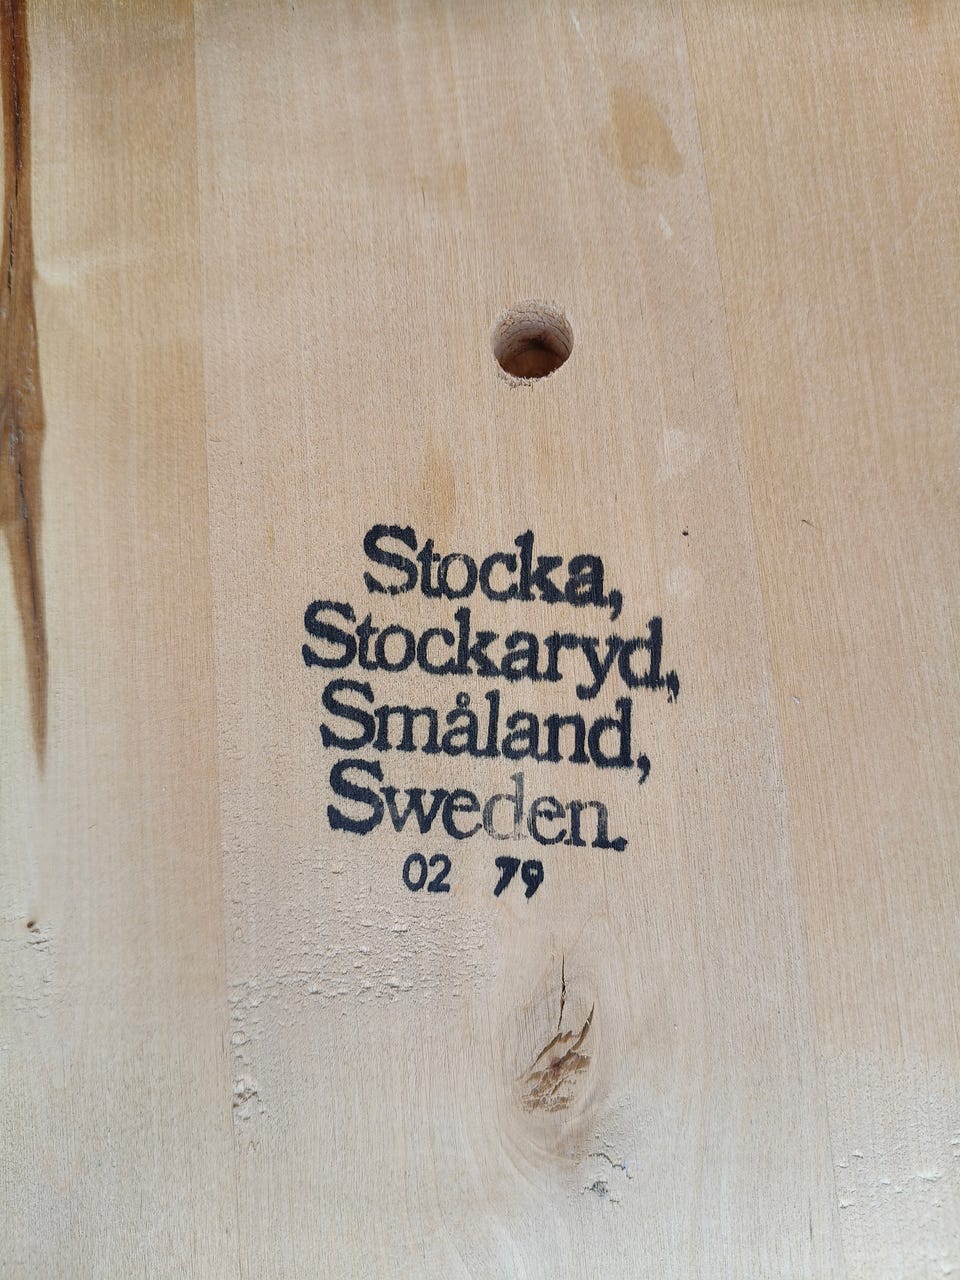 Stocka,
Stockaryd,
Småland,
Sweden.
02 79